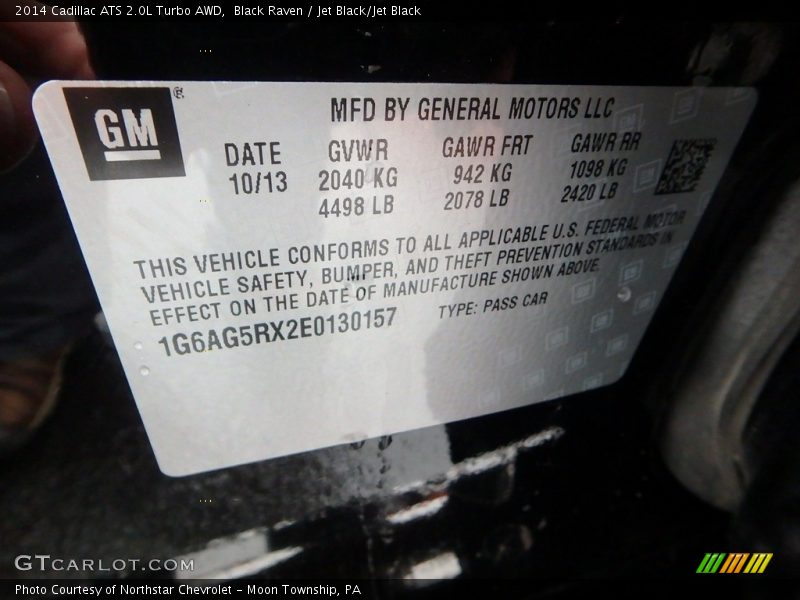 2014 Cadillac ATS 2.0L Turbo AWD,  Black Raven / Jet Black/Jet Black
GM®
MFD BY GENERAL MOTORS LLC
DATE GVWR GAWR FRT GAWR RR
10/13 2040 KG 942 KG 1098 KG
4498 LB 2078 LB 2420 LB
THIS VEHICLE CONFORMS TO ALL APPLICABLE U.S. FEDERAL MOTOR
VEHICLE SAFETY, BUMPER, AND THEFT PREVENTION STANDARDS IN
EFFECT ON THE DATE OF MANUFACTURE SHOWN ABOVE.
1G6AG5RX2E0130157 TYPE: PASS CAR
GTCARLOT.COM
Photo Courtesy of Northstar Chevrolet - Moon Township, PA